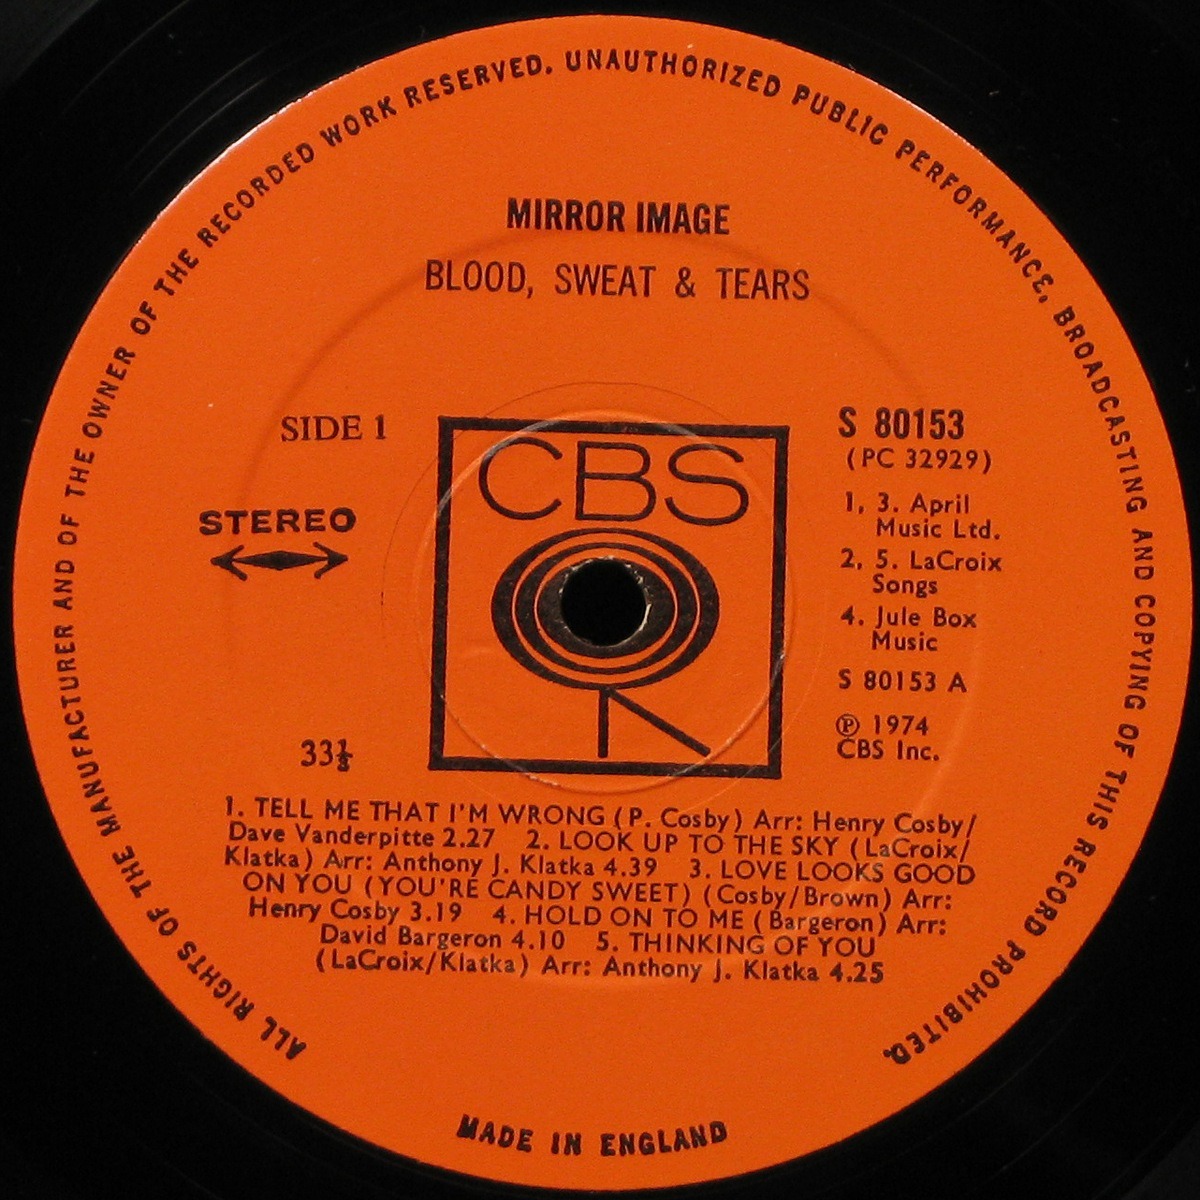 ALL RIGHTS OF THE MANUFACTURER AND OF THE OWNER OF THE RECORDED WORK RESERVED. UNAUTHORIZED PUBLIC PERFORMANCE, BROADCASTING AND COPYING OF THIS RECORD PROHIBITED.
MIRROR IMAGE
BLOOD, SWEAT & TEARS
SIDE 1
STEREO
33⅓
CBS
S 80153
(PC 32929)
1, 3. April
Music Ltd.
2, 5. LaCroix
Songs
4. Jule Box
Music
S 80153 A
℗ 1974
CBS Inc.
1. TELL ME THAT I'M WRONG (P. Cosby) Arr: Henry Cosby/
Dave Vanderpitte 2.27 2. LOOK UP TO THE SKY (LaCroix/
Klatka) Arr: Anthony J. Klatka 4.39 3. LOVE LOOKS GOOD
ON YOU (YOU'RE CANDY SWEET) (Cosby/Brown) Arr:
Henry Cosby 3.19 4. HOLD ON TO ME (Bargeron) Arr:
David Bargeron 4.10 5. THINKING OF YOU
(LaCroix/Klatka) Arr: Anthony J. Klatka 4.25
MADE IN ENGLAND